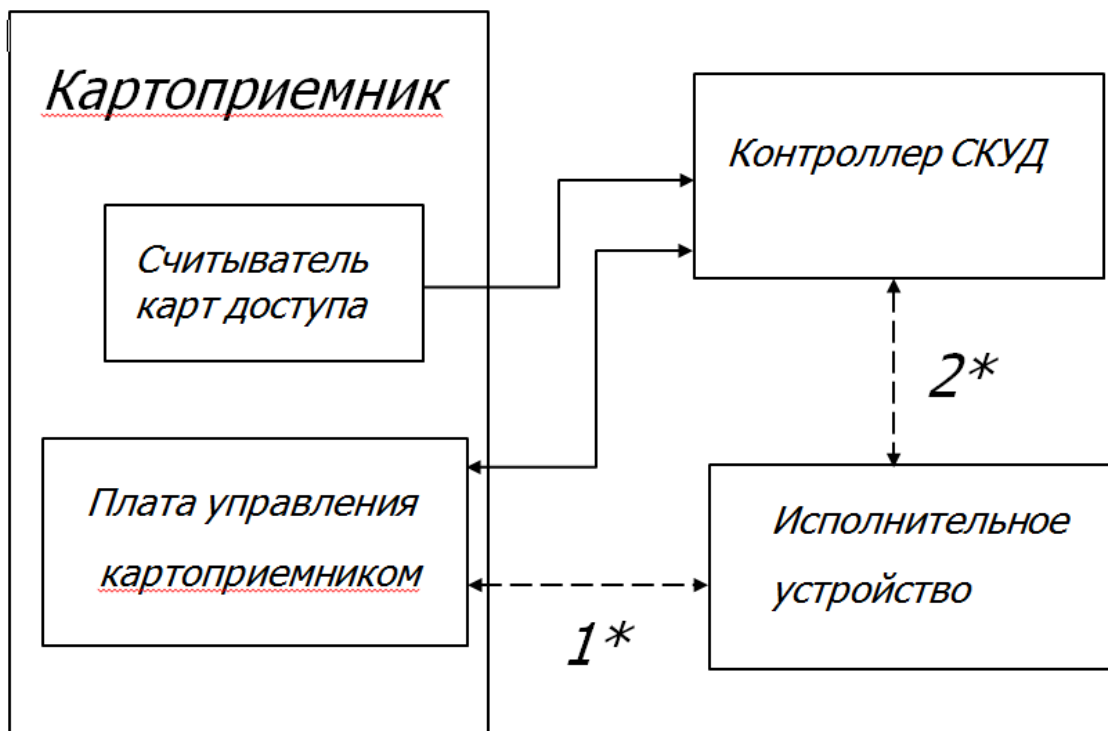 Картоприемник
Контроллер СКУД
Считыватель
карт доступа
2*
Плата управления
картоприемником
Исполнительное
устройство
1*